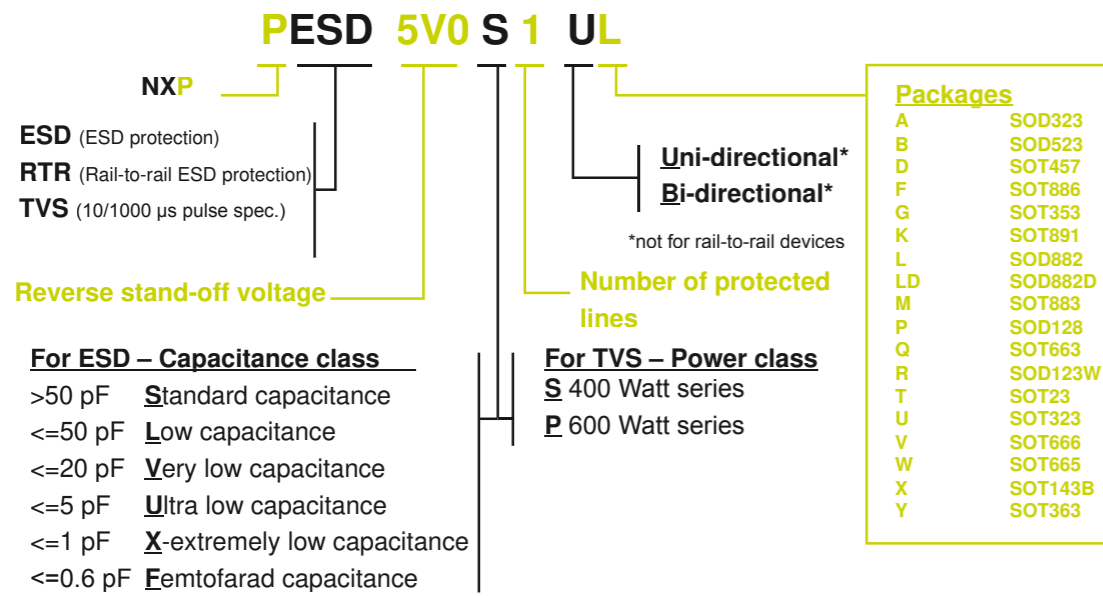 PESD 5V0 S 1 UL
NXP
ESD (ESD protection)
RTR (Rail-to-rail ESD protection)
TVS (10/1000 µs pulse spec.)
Reverse stand-off voltage
For ESD – Capacitance class
>50 pF Standard capacitance
<=50 pF Low capacitance
<=20 pF Very low capacitance
<=5 pF Ultra low capacitance
<=1 pF X-extremely low capacitance
<=0.6 pF Femtofarad capacitance
Uni-directional*
Bi-directional*
*not for rail-to-rail devices
Number of protected
lines
For TVS – Power class
S 400 Watt series
P 600 Watt series
Packages
A SOD323
B SOD523
D SOT457
F SOT886
G SOT353
K SOT891
L SOD882
LD SOD882D
M SOT883
P SOD128
Q SOT663
R SOD123W
T SOT23
U SOT323
V SOT666
W SOT665
X SOT143B
Y SOT363